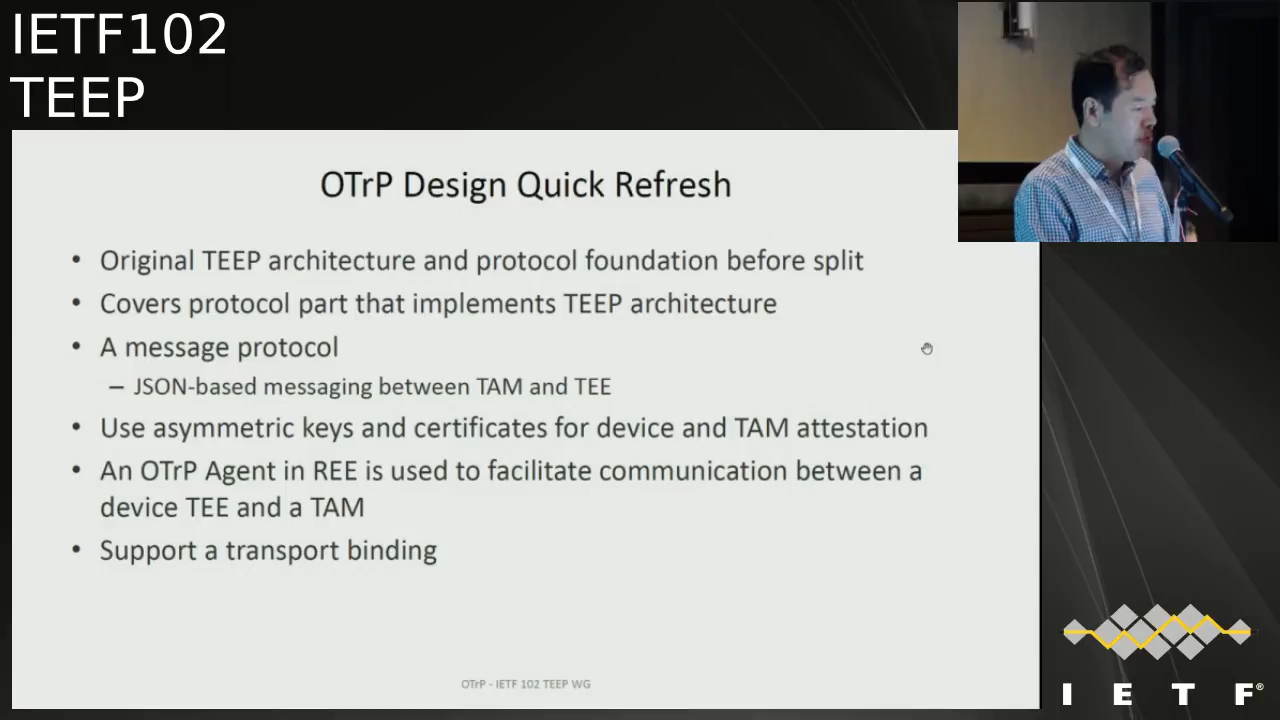 IETF102
TEEP
OTrP Design Quick Refresh
• Original TEEP architecture and protocol foundation before split
• Covers protocol part that implements TEEP architecture
• A message protocol
– JSON-based messaging between TAM and TEE
• Use asymmetric keys and certificates for device and TAM attestation
• An OTrP Agent in REE is used to facilitate communication between a
device TEE and a TAM
• Support a transport binding
OTrP - IETF 102 TEEP WG
I E T F®